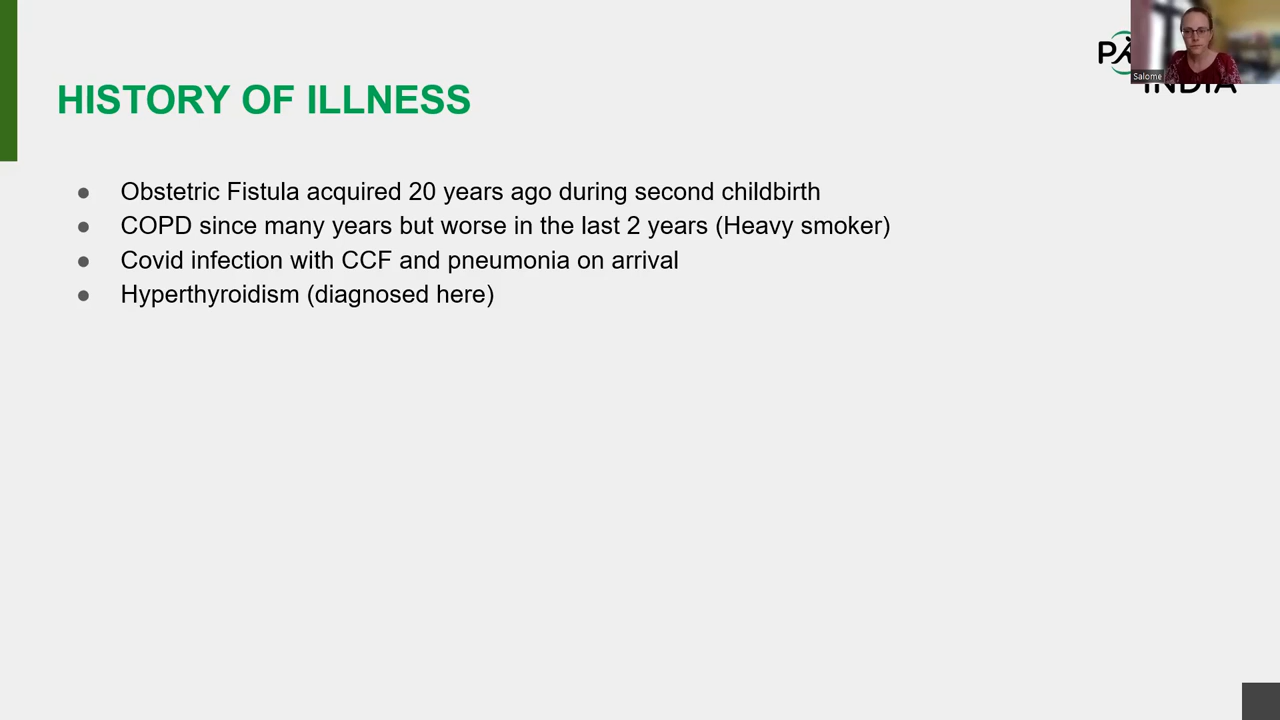 HISTORY OF ILLNESS
Obstetric Fistula acquired 20 years ago during second childbirth
COPD since many years but worse in the last 2 years (Heavy smoker)
Covid infection with CCF and pneumonia on arrival
Hyperthyroidism (diagnosed here)
INDIA
Salome